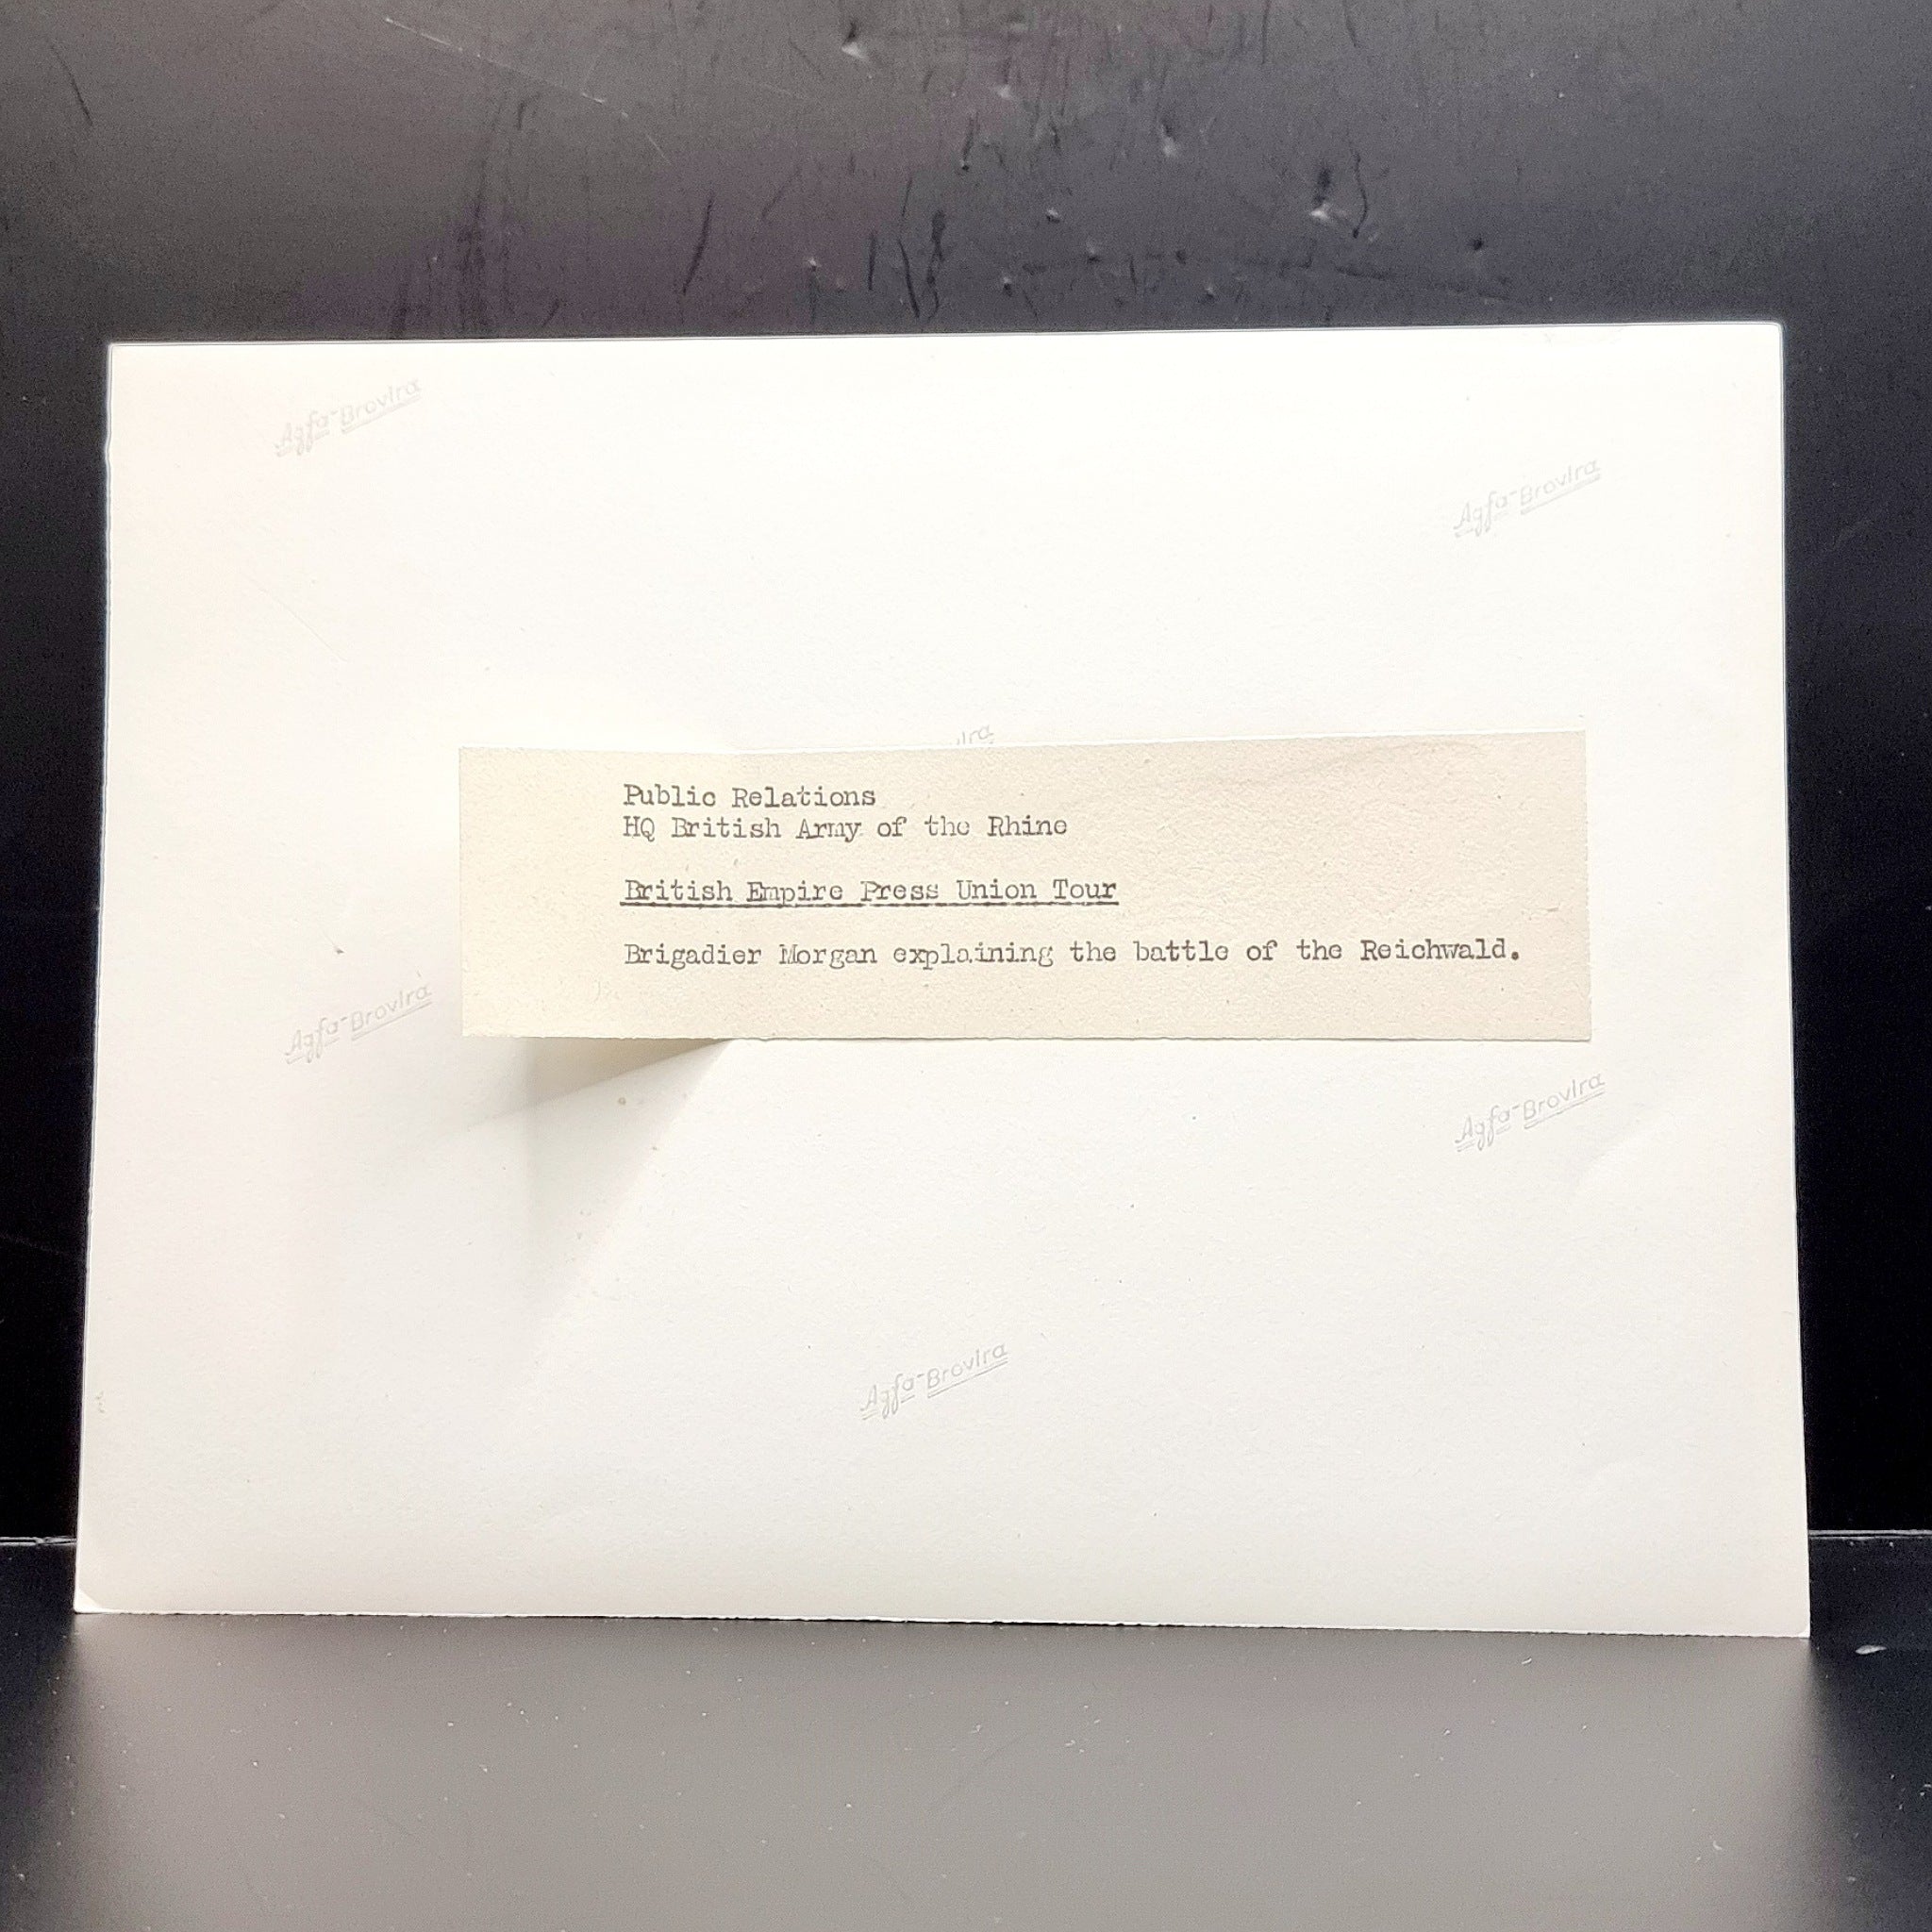 Agfa-Brovira
Agfa-Brovira
ira
Public Relations
HQ British Army of the Rhine
British Empire Press Union Tour
Brigadier Morgan explaining the battle of the Reichwald.
Agfa-Brovira
Agfa-Brovira
Agfa-Brovira